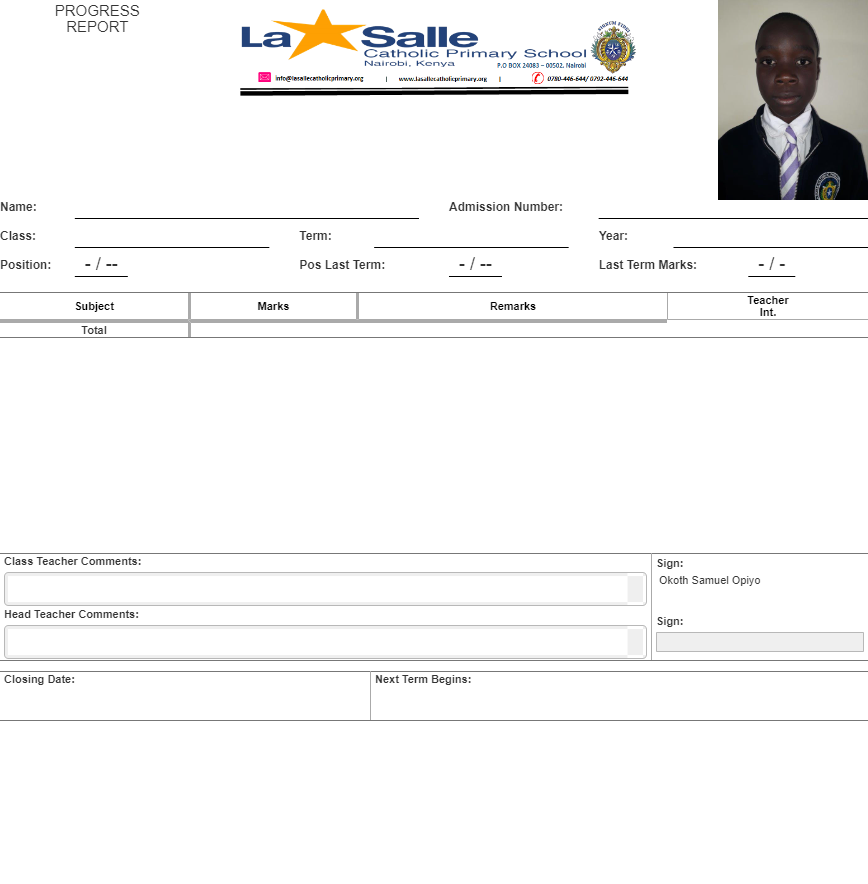 PROGRESS
REPORT
La Salle
Catholic Primary School
Nairobi, Kenya
P.O BOX 24083 – 00502, Nairobi
info@lasallecatholicprimary.org | www.lasallecatholicprimary.org | 0780-446-644/ 0792-446-644
Name: Admission Number:
Class: Term: Year:
Position: - / -- Pos Last Term: - / -- Last Term Marks: - / -
Subject Marks Remarks Teacher Int.
Total
Class Teacher Comments: Sign:
Okoth Samuel Opiyo
Head Teacher Comments: Sign:
Closing Date: Next Term Begins: